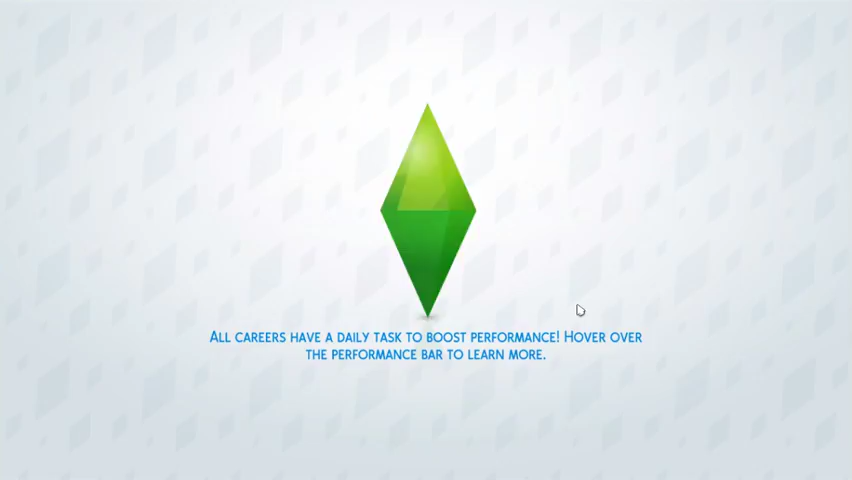 All careers have a daily task to boost performance! Hover over
the performance bar to learn more.